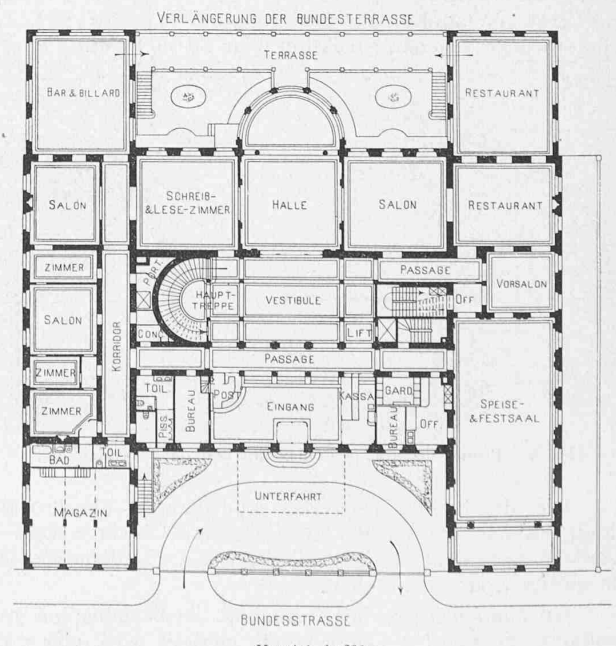 VERLÄNGERUNG DER BUNDESTERRASSE
TERRASSE
BAR & BILLARD
RESTAURANT
SALON
SCHREIB-
& LESE-ZIMMER
HALLE
SALON
RESTAURANT
ZIMMER
PORT.
HAUPT-
TREPPE
VESTIBULE
PASSAGE
OFF
VORSALON
SALON
KORRIDOR
CONC.
LIFT
PASSAGE
ZIMMER
ZIMMER
TOIL.
PISS.
BUREAU
POST
EINGANG
KASSA
GARD.
BUREAU
OFF.
SPEISE-
& FESTSAAL
BAD
TOIL
MAGAZIN
UNTERFAHRT
BUNDESSTRASSE